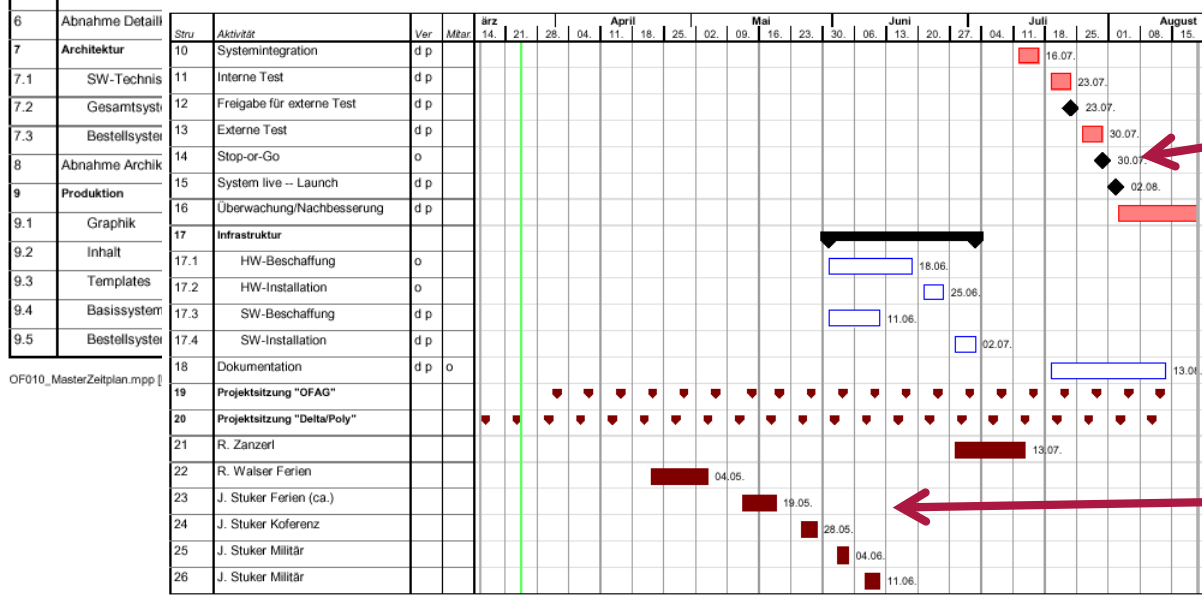 6 Abnahme Detail
7 Architektur
7.1 SW-Technis
7.2 Gesamtsyst
7.3 Bestellsyste
8 Abnahme Archik
9 Produktion
9.1 Graphik
9.2 Inhalt
9.3 Templates
9.4 Basissystem
9.5 Bestellsyste
OF010_MasterZeitplan.mpp [
ärz April Mai Juni Juli August
Stru Aktivität Ver Mitar. 14. 21. 28. 04. 11. 18. 25. 02. 09. 16. 23. 30. 06. 13. 20. 27. 04. 11. 18. 25. 01. 08. 15.
10 Systemintegration d p 16.07.
11 Interne Test d p 23.07.
12 Freigabe für externe Test d p 23.07.
13 Externe Test d p 30.07.
14 Stop-or-Go o 30.07.
15 System live -- Launch d p 02.08.
16 Überwachung/Nachbesserung d p
17 Infrastruktur
17.1 HW-Beschaffung o 18.06.
17.2 HW-Installation o 25.06.
17.3 SW-Beschaffung d p 11.06.
17.4 SW-Installation d p 02.07.
18 Dokumentation d p o 13.0
19 Projektsitzung "OFAG"
20 Projektsitzung "Delta/Poly"
21 R. Zanzerl 13.07.
22 R. Walser Ferien 04.05.
23 J. Stuker Ferien (ca.) 19.05.
24 J. Stuker Koferenz 28.05.
25 J. Stuker Militär 04.06.
26 J. Stuker Militär 11.06.